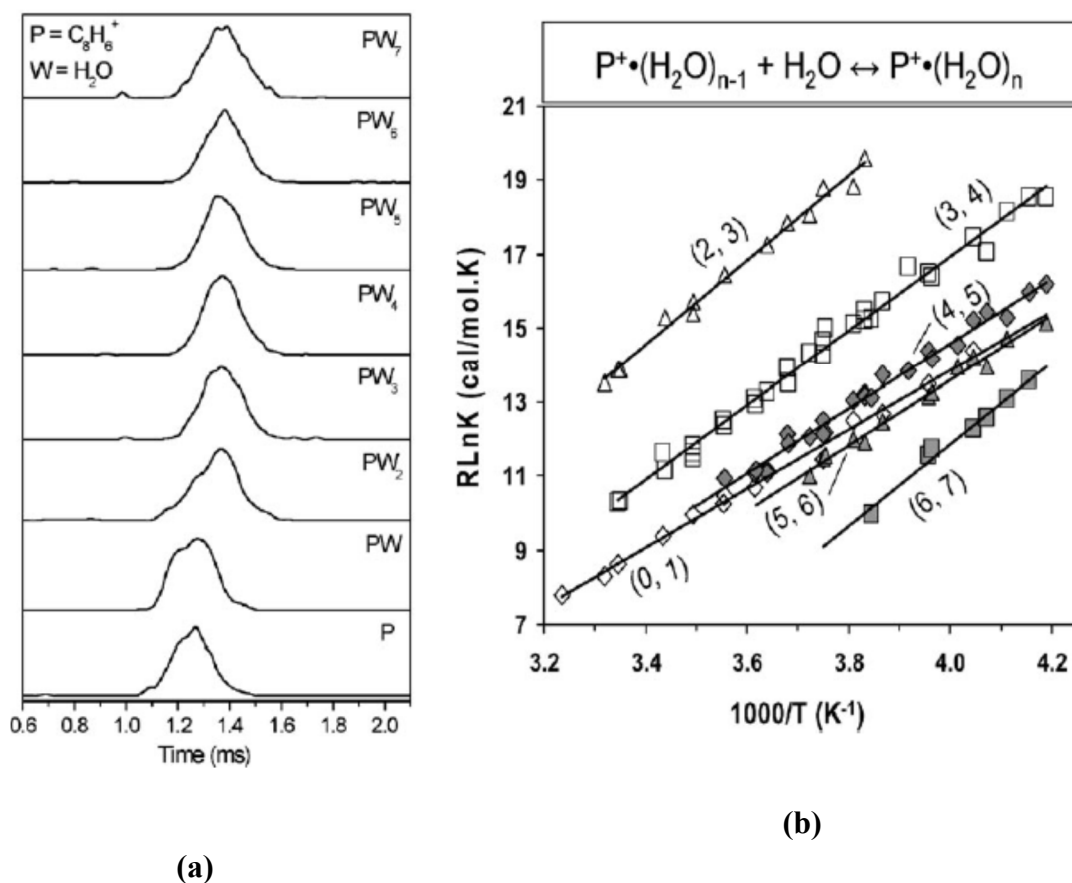 P = C₈H₆⁺
W = H₂O
PW₇
PW₆
PW₅
PW₄
PW₃
PW₂
PW
P
0.6 0.8 1.0 1.2 1.4 1.6 1.8 2.0
Time (ms)
(a)
P⁺•(H₂O)ₙ₋₁ + H₂O ↔ P⁺•(H₂O)ₙ
21
19
17
15
13
11
9
7
RLnK (cal/mol.K)
(2, 3)
(3, 4)
(4, 5)
(5, 6)
(6, 7)
(0, 1)
3.2 3.4 3.6 3.8 4.0 4.2
1000/T (K⁻¹)
(b)